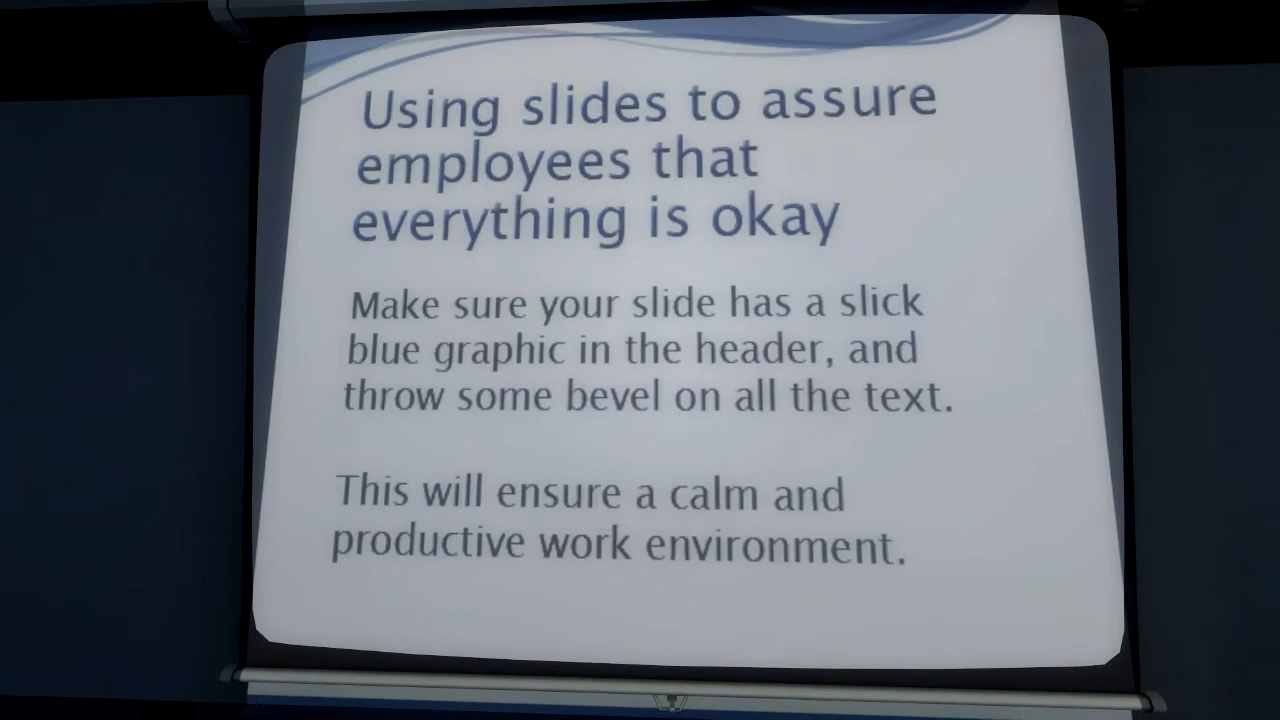 Using slides to assure
employees that
everything is okay
Make sure your slide has a slick
blue graphic in the header, and
throw some bevel on all the text.
This will ensure a calm and
productive work environment.